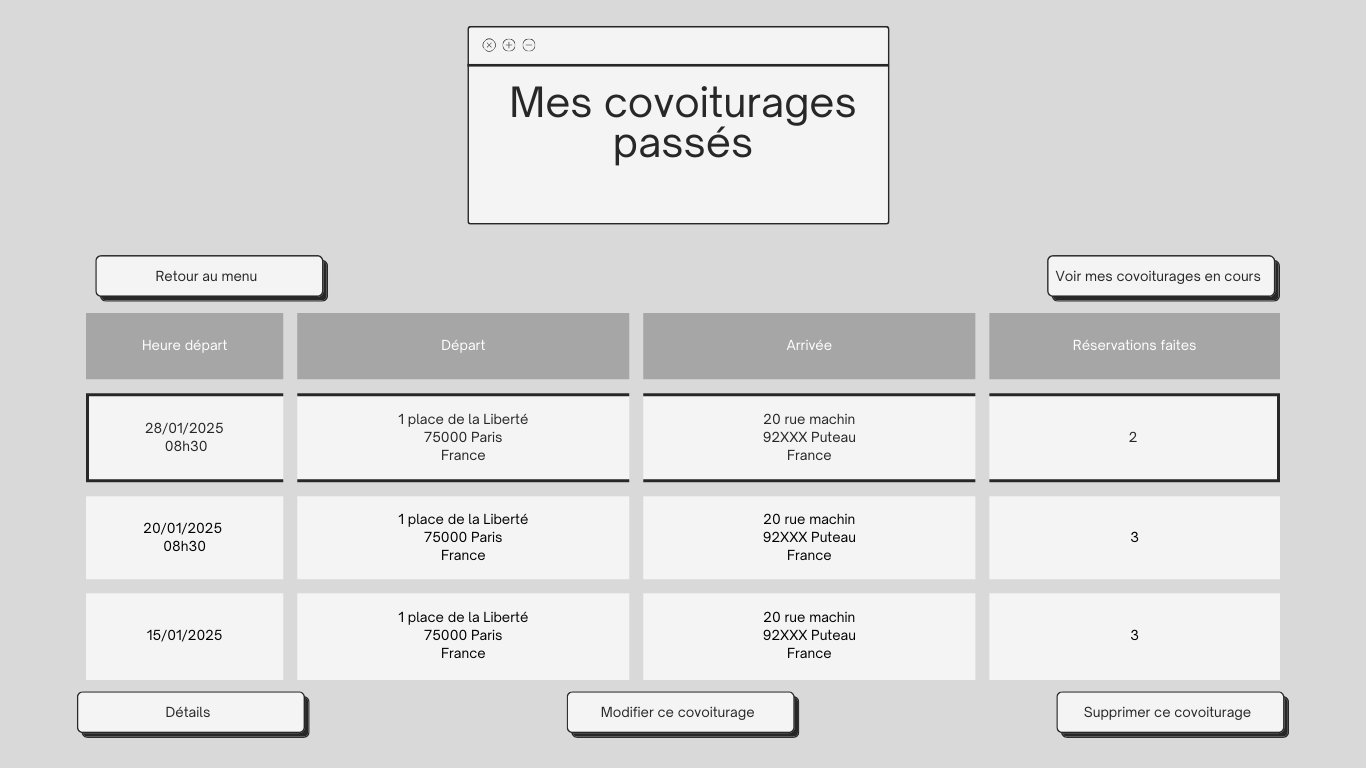 Mes covoiturages
passés
Retour au menu
Voir mes covoiturages en cours
Heure départ
Départ
Arrivée
Réservations faites
28/01/2025
08h30
1 place de la Liberté
75000 Paris
France
20 rue machin
92XXX Puteau
France
2
20/01/2025
08h30
1 place de la Liberté
75000 Paris
France
20 rue machin
92XXX Puteau
France
3
15/01/2025
1 place de la Liberté
75000 Paris
France
20 rue machin
92XXX Puteau
France
3
Détails
Modifier ce covoiturage
Supprimer ce covoiturage